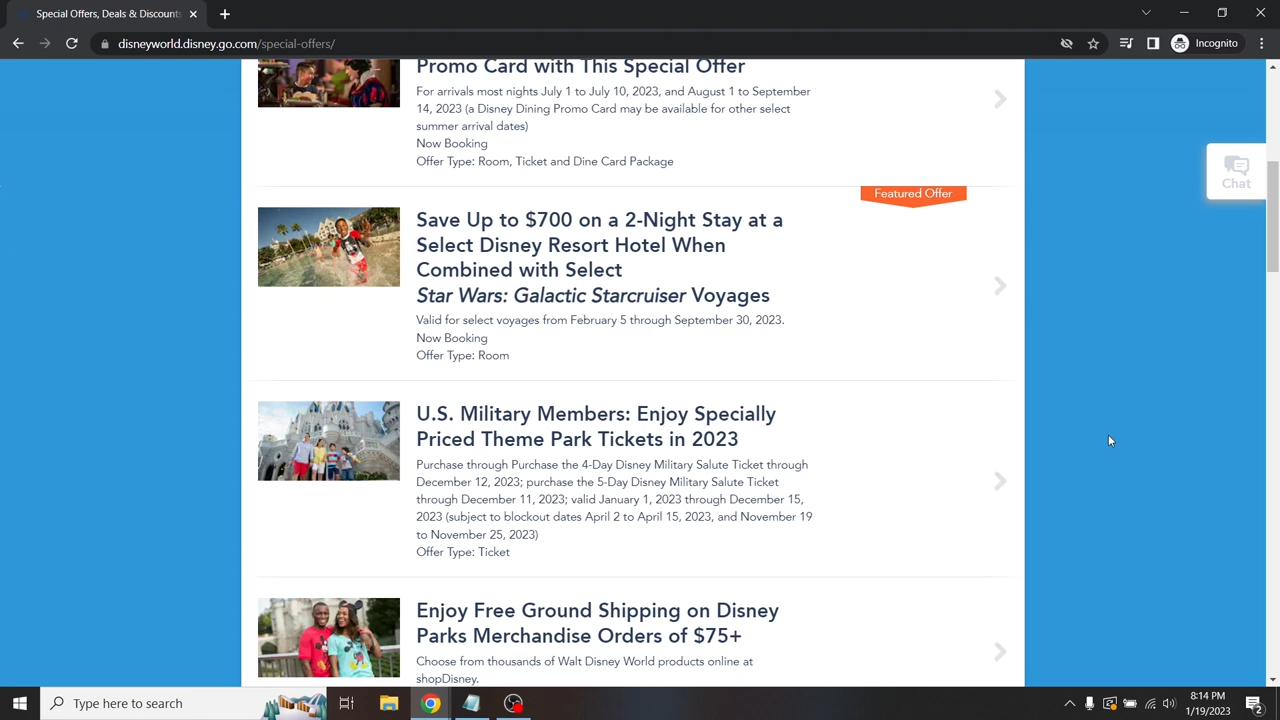 Special Offers, Deals & Discounts
disneyworld.disney.go.com/special-offers/
Incognito
Promo Card with This Special Offer
For arrivals most nights July 1 to July 10, 2023, and August 1 to September
14, 2023 (a Disney Dining Promo Card may be available for other select
summer arrival dates)
Now Booking
Offer Type: Room, Ticket and Dine Card Package
Chat
Featured Offer
Save Up to $700 on a 2-Night Stay at a
Select Disney Resort Hotel When
Combined with Select
Star Wars: Galactic Starcruiser Voyages
Valid for select voyages from February 5 through September 30, 2023.
Now Booking
Offer Type: Room
U.S. Military Members: Enjoy Specially
Priced Theme Park Tickets in 2023
Purchase through Purchase the 4-Day Disney Military Salute Ticket through
December 12, 2023; purchase the 5-Day Disney Military Salute Ticket
through December 11, 2023; valid January 1, 2023 through December 15,
2023 (subject to blockout dates April 2 to April 15, 2023, and November 19
to November 25, 2023)
Offer Type: Ticket
Enjoy Free Ground Shipping on Disney
Parks Merchandise Orders of $75+
Choose from thousands of Walt Disney World products online at
shopDisney.
Type here to search
8:14 PM
1/19/2023
2